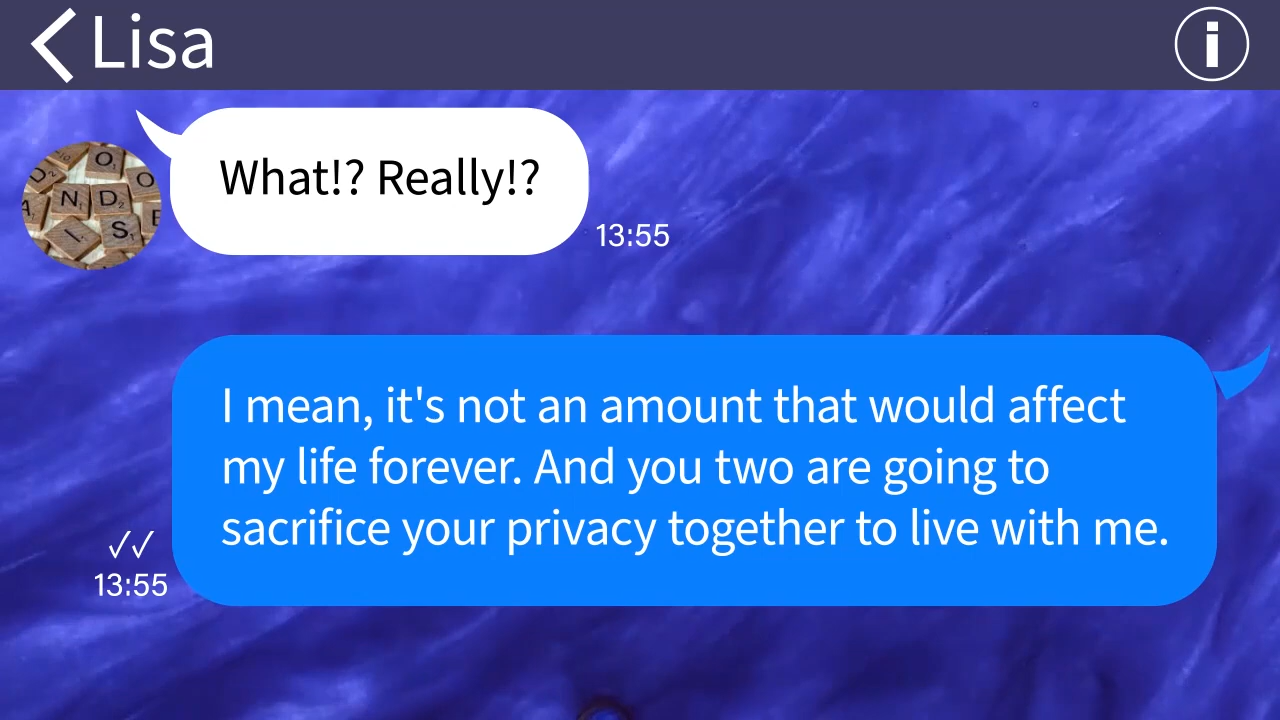 Lisa
What!? Really!?
13:55
I mean, it's not an amount that would affect
my life forever. And you two are going to
sacrifice your privacy together to live with me.
13:55